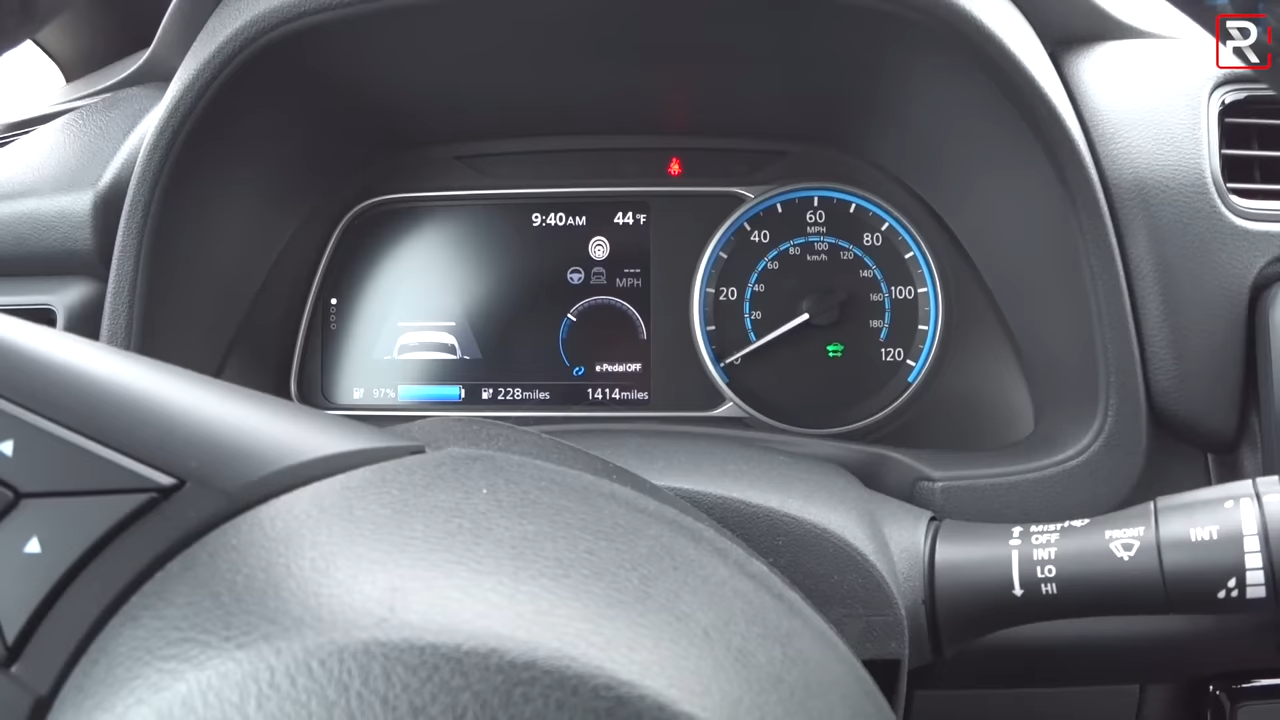 R
9:40AM 44°F
--- MPH
e-Pedal OFF
97% 228miles 1414miles
0 20 40 60 80 100 120
MPH
20 40 60 80 100 120 140 160 180
km/h
MIST
OFF
INT
LO
HI
FRONT
INT